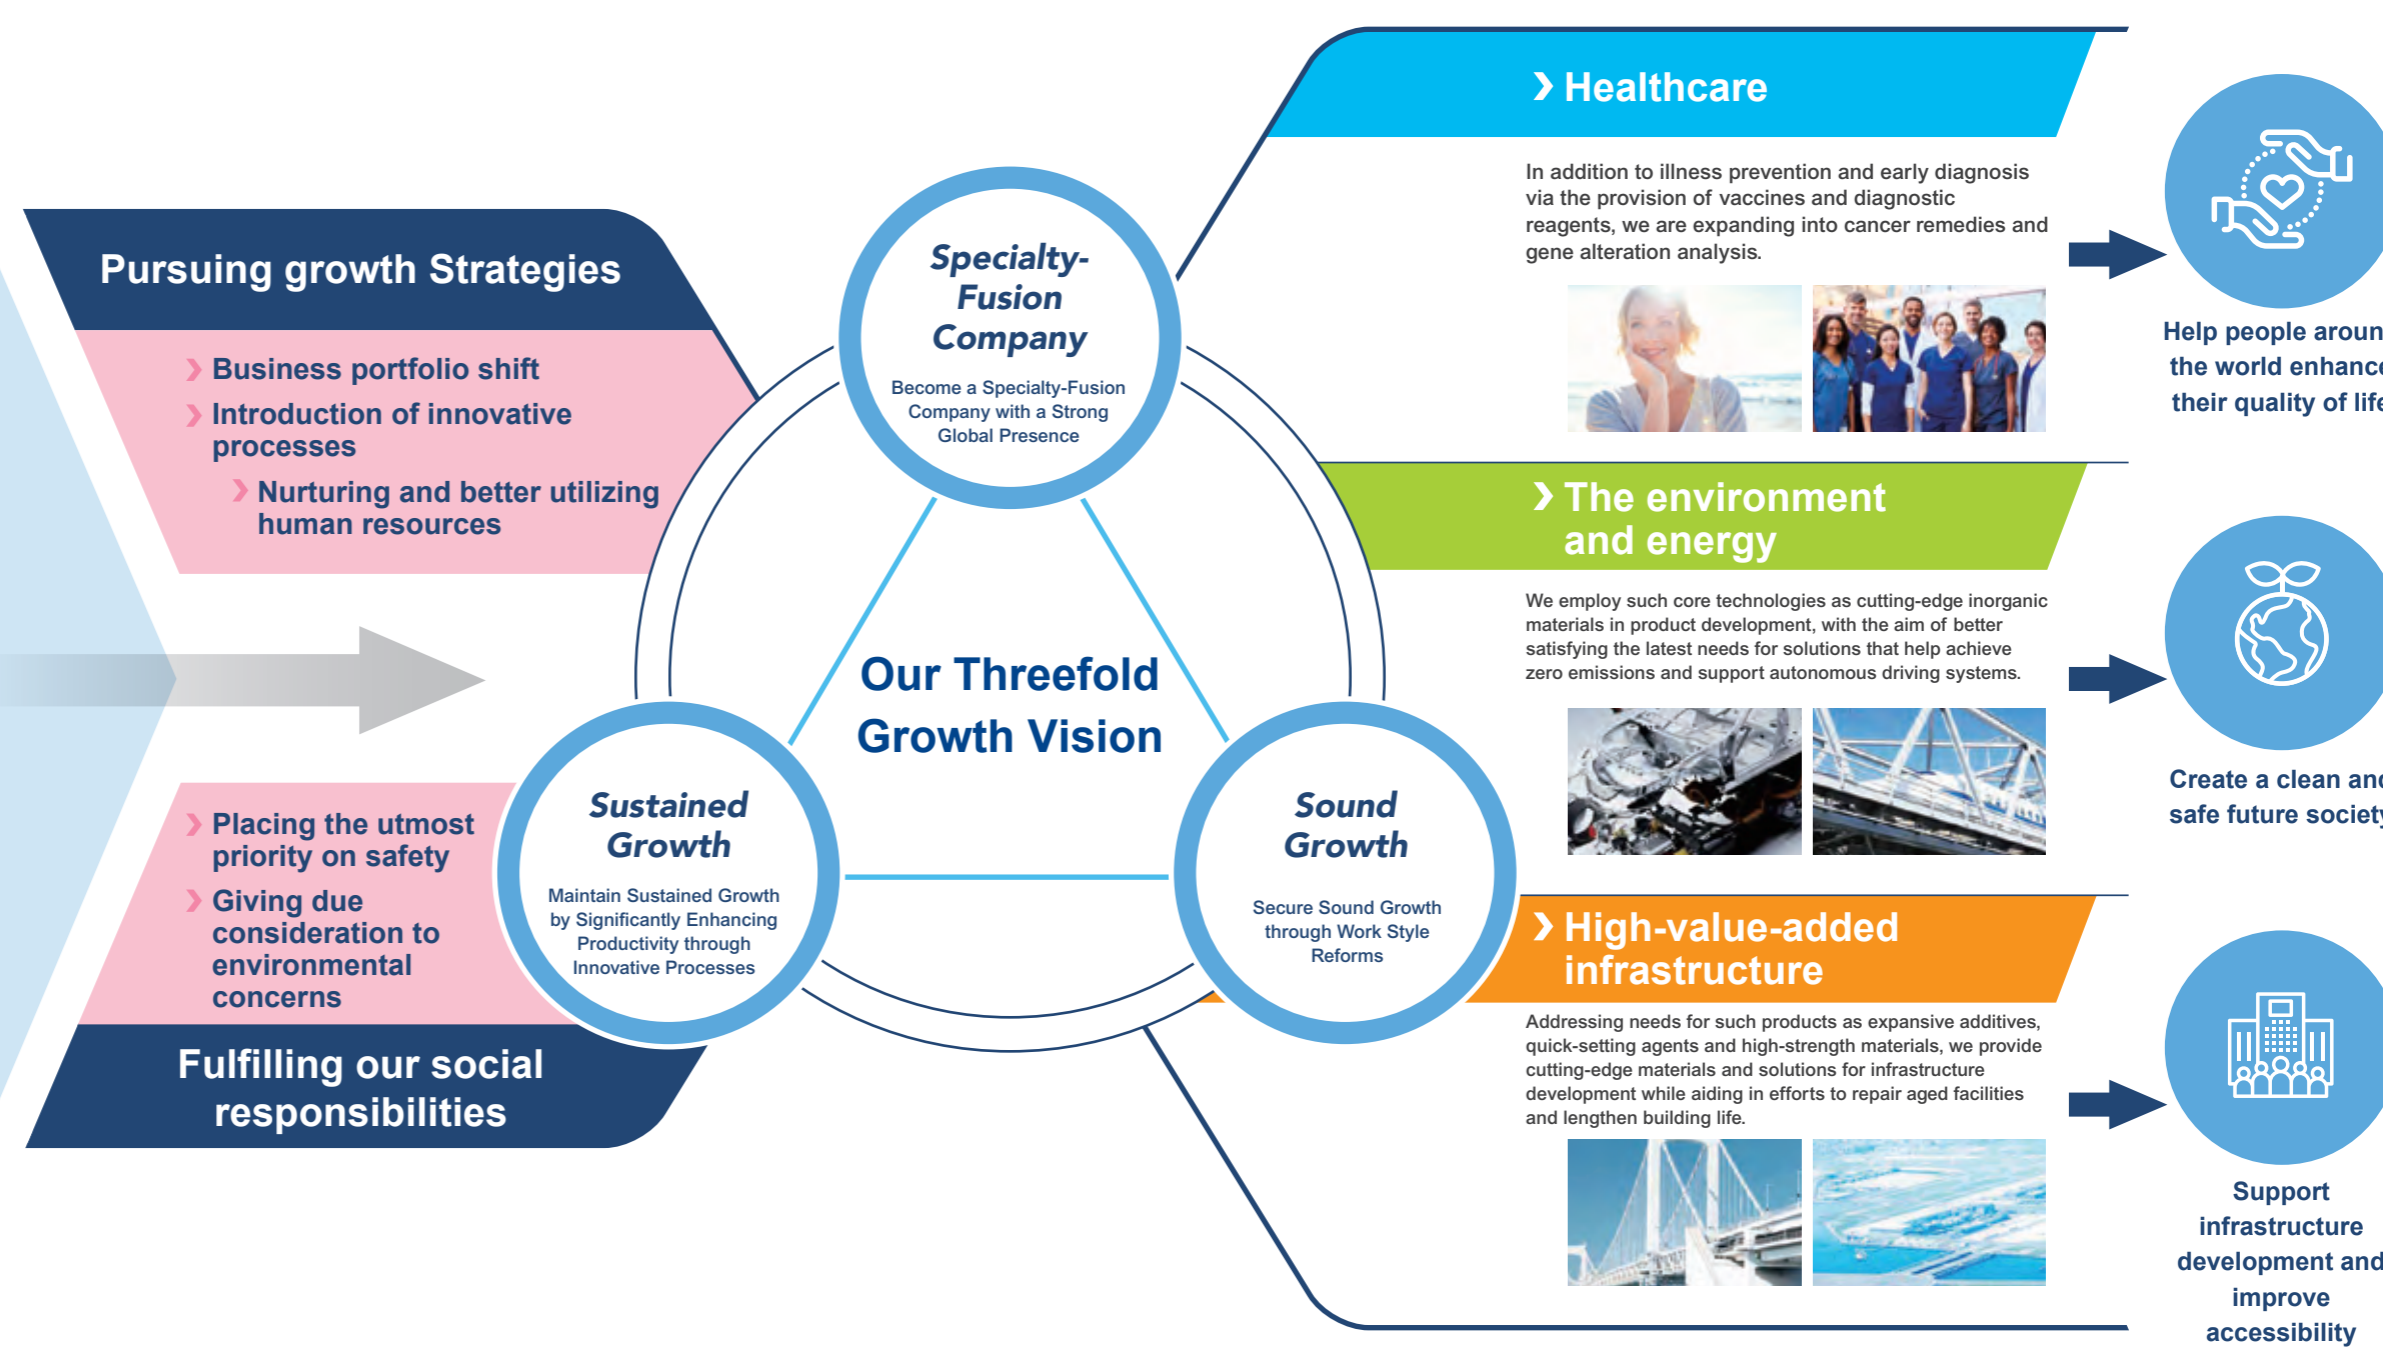 Pursuing growth Strategies
Business portfolio shift
Introduction of innovative
processes
Nurturing and better utilizing
human resources
Placing the utmost
priority on safety
Giving due
consideration to
environmental
concerns
Fulfilling our social
responsibilities
Specialty-
Fusion
Company
Become a Specialty-Fusion
Company with a Strong
Global Presence
Our Threefold
Growth Vision
Sustained
Growth
Maintain Sustained Growth
by Significantly Enhancing
Productivity through
Innovative Processes
Sound
Growth
Secure Sound Growth
through Work Style
Reforms
Healthcare
In addition to illness prevention and early diagnosis
via the provision of vaccines and diagnostic
reagents, we are expanding into cancer remedies and
gene alteration analysis.
Help people aroun
the world enhance
their quality of life
The environment
and energy
We employ such core technologies as cutting-edge inorganic
materials in product development, with the aim of better
satisfying the latest needs for solutions that help achieve
zero emissions and support autonomous driving systems.
Create a clean and
safe future society
High-value-added
infrastructure
Addressing needs for such products as expansive additives,
quick-setting agents and high-strength materials, we provide
cutting-edge materials and solutions for infrastructure
development while aiding in efforts to repair aged facilities
and lengthen building life.
Support
infrastructure
development and
improve
accessibility